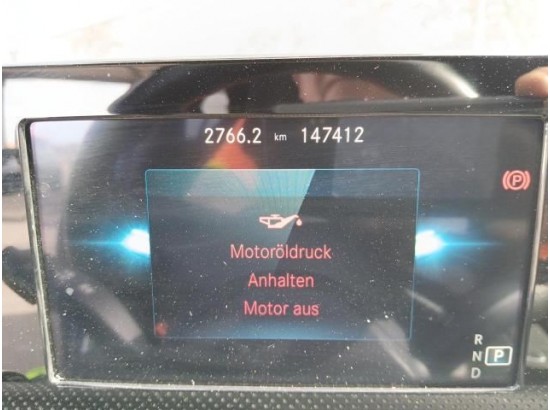 2766.2 km 147412
Motoröldruck
Anhalten
Motor aus
(P)
R
N P
D